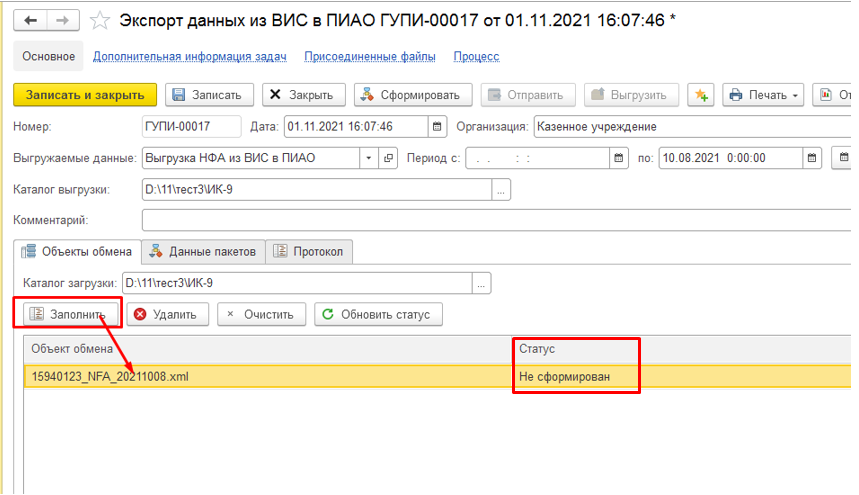 Экспорт данных из ВИС в ПИАО ГУПИ-00017 от 01.11.2021 16:07:46 *
Основное Дополнительная информация задач Присоединенные файлы Процесс
Записать и закрыть Записать Закрыть Сформировать Отправить Выгрузить Печать От
Номер: ГУПИ-00017 Дата: 01.11.2021 16:07:46 Организация: Казенное учреждение
Выгружаемые данные: Выгрузка НФА из ВИС в ПИАО Период с: . . : : по: 10.08.2021 0:00:00
Каталог выгрузки: D:\11\тест3\ИК-9 ...
Комментарий:
Объекты обмена Данные пакетов Протокол
Каталог загрузки: D:\11\тест3\ИК-9 ...
Заполнить Удалить Очистить Обновить статус
Объект обмена Статус
15940123_NFA_20211008.xml Не сформирован